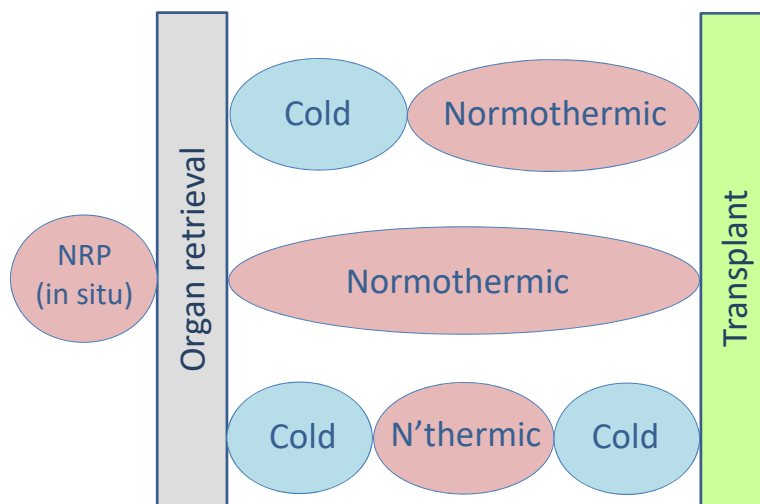 NRP
(in situ)
Organ retrieval
Cold
Normothermic
Normothermic
Cold
N'thermic
Cold
Transplant